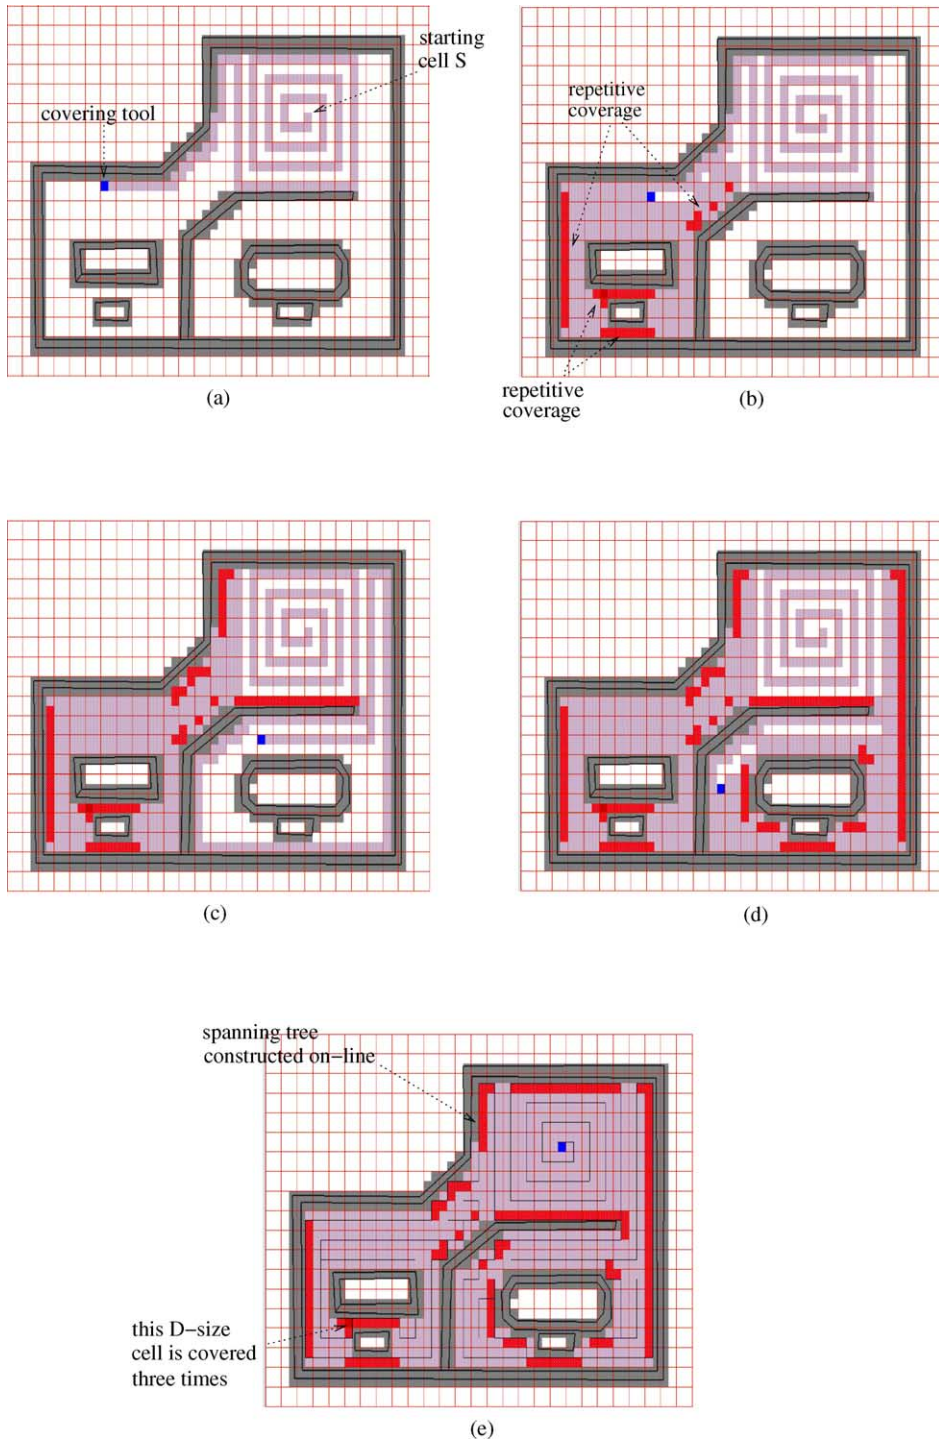 starting
cell S
covering tool
(a)
repetitive
coverage
repetitive
coverage
(b)
(c)
(d)
spanning tree
constructed on-line
this D-size
cell is covered
three times
(e)